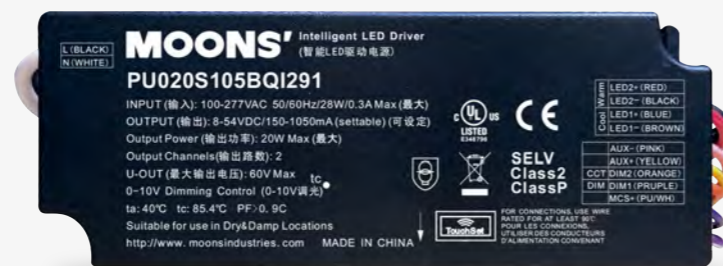 L(BLACK)
N(WHITE)
MOONS' Intelligent LED Driver
(智能LED驱动电源)
PU020S105BQI291
INPUT(输入): 100-277VAC 50/60Hz/28W/0.3A Max(最大)
OUTPUT(输出): 8-54VDC/150-1050mA(settable)(可设定)
Output Power(输出功率): 20W Max(最大)
Output Channels(输出路数): 2
U-OUT(最大输出电压): 60V Max
tc
0-10V Dimming Control (0-10V调光)
ta: 40℃ tc: 85.4℃ PF>0.9C
Suitable for use in Dry&Damp Locations
http://www.moonsindustries.com MADE IN CHINA
c UL us
LISTED
E348796
CE
SELV
Class2
ClassP
TouchSet
Warm
Cool
LED2+(RED)
LED2-(BLACK)
LED1+(BLUE)
LED1-(BROWN)
AUX-(PINK)
AUX+(YELLOW)
CCT DIM2(ORANGE)
DIM DIM1(PRUPLE)
MCS+(PU/WH)
FOR CONNECTIONS, USE WIRE
RATED FOR AT LEAST 90℃
POUR LES CONNEXIONS,
UTILISER DES CONDUCTEURS
D'ALIMENTATION CONVENANT